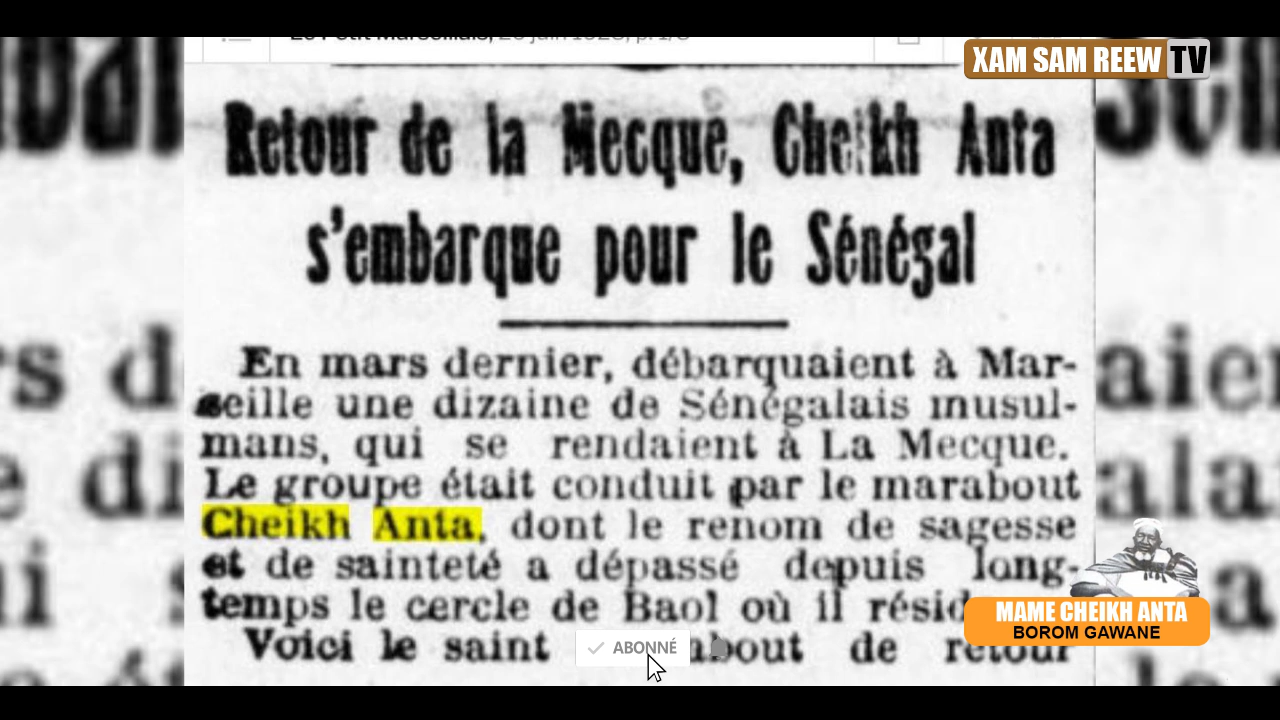 XAM SAM REEW TV
Retour de la Mecque, Cheikh Anta
s'embarque pour le Sénégal
En mars dernier, débarquaient à Mar-
seille une dizaine de Sénégalais musul-
mans, qui se rendaient à La Mecque.
Le groupe était conduit par le marabout
Cheikh Anta, dont le renom de sagesse
et de sainteté a dépassé depuis long-
temps le cercle de Baol où il résid
Voici le saint bout de retour
ABONNÉ
MAME CHEIKH ANTA
BOROM GAWANE